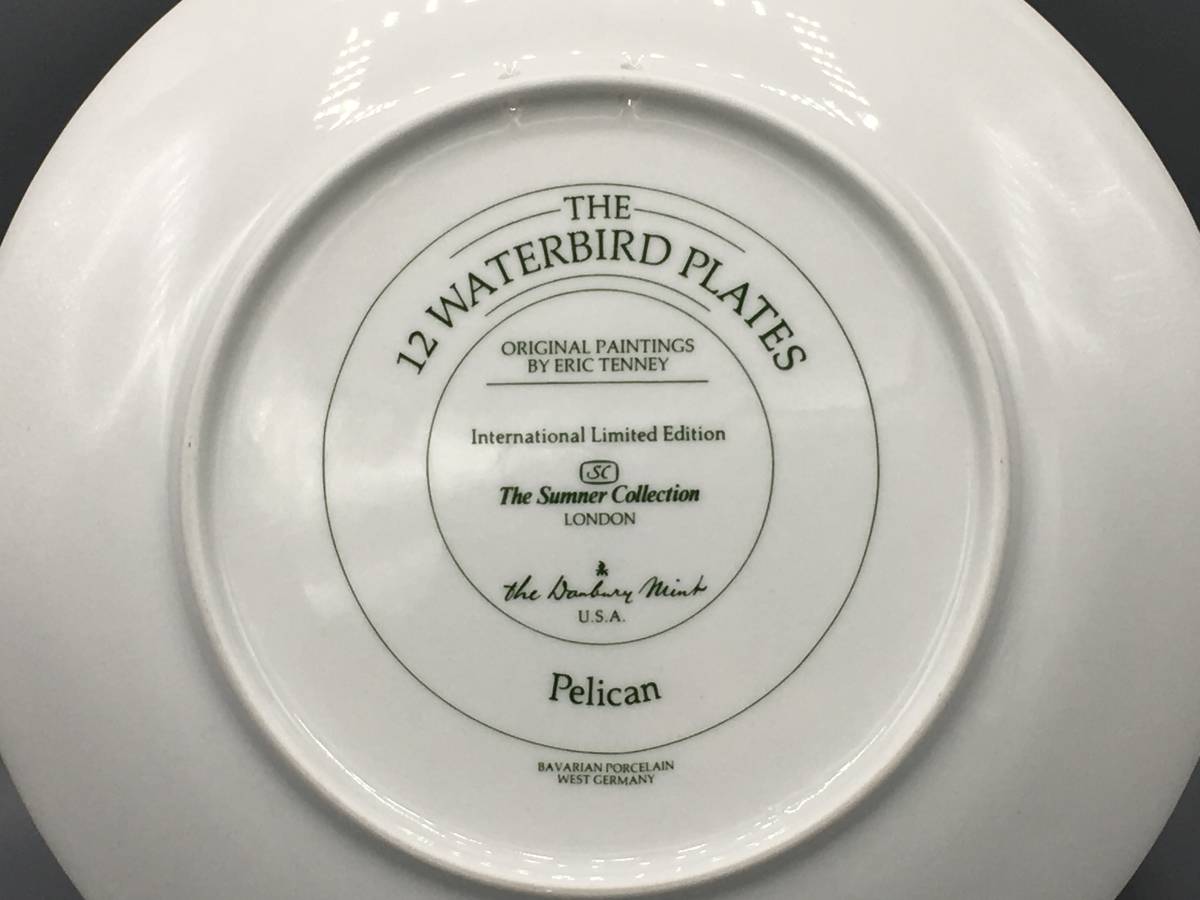 THE
12 WATERBIRD PLATES
ORIGINAL PAINTINGS
BY ERIC TENNEY
International Limited Edition
SC
The Sumner Collection
LONDON
the Danbury Mint
U.S.A.
Pelican
BAVARIAN PORCELAIN
WEST GERMANY